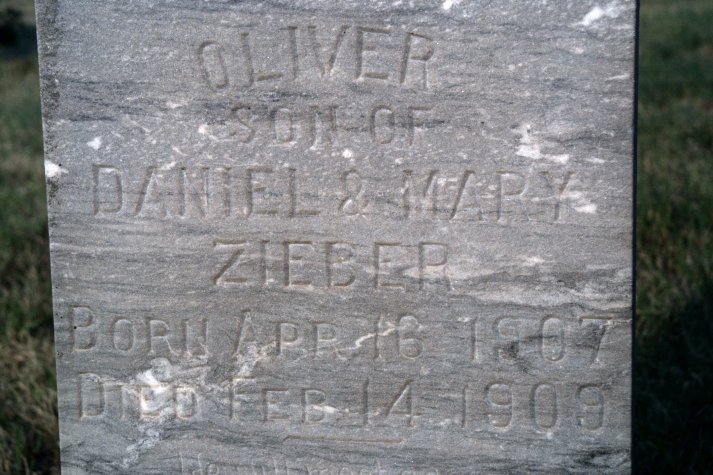 OLIVER
SON OF
DANIEL & MARY
ZIEBER
BORN APR. 16 1907
DIED FEB. 14 1909